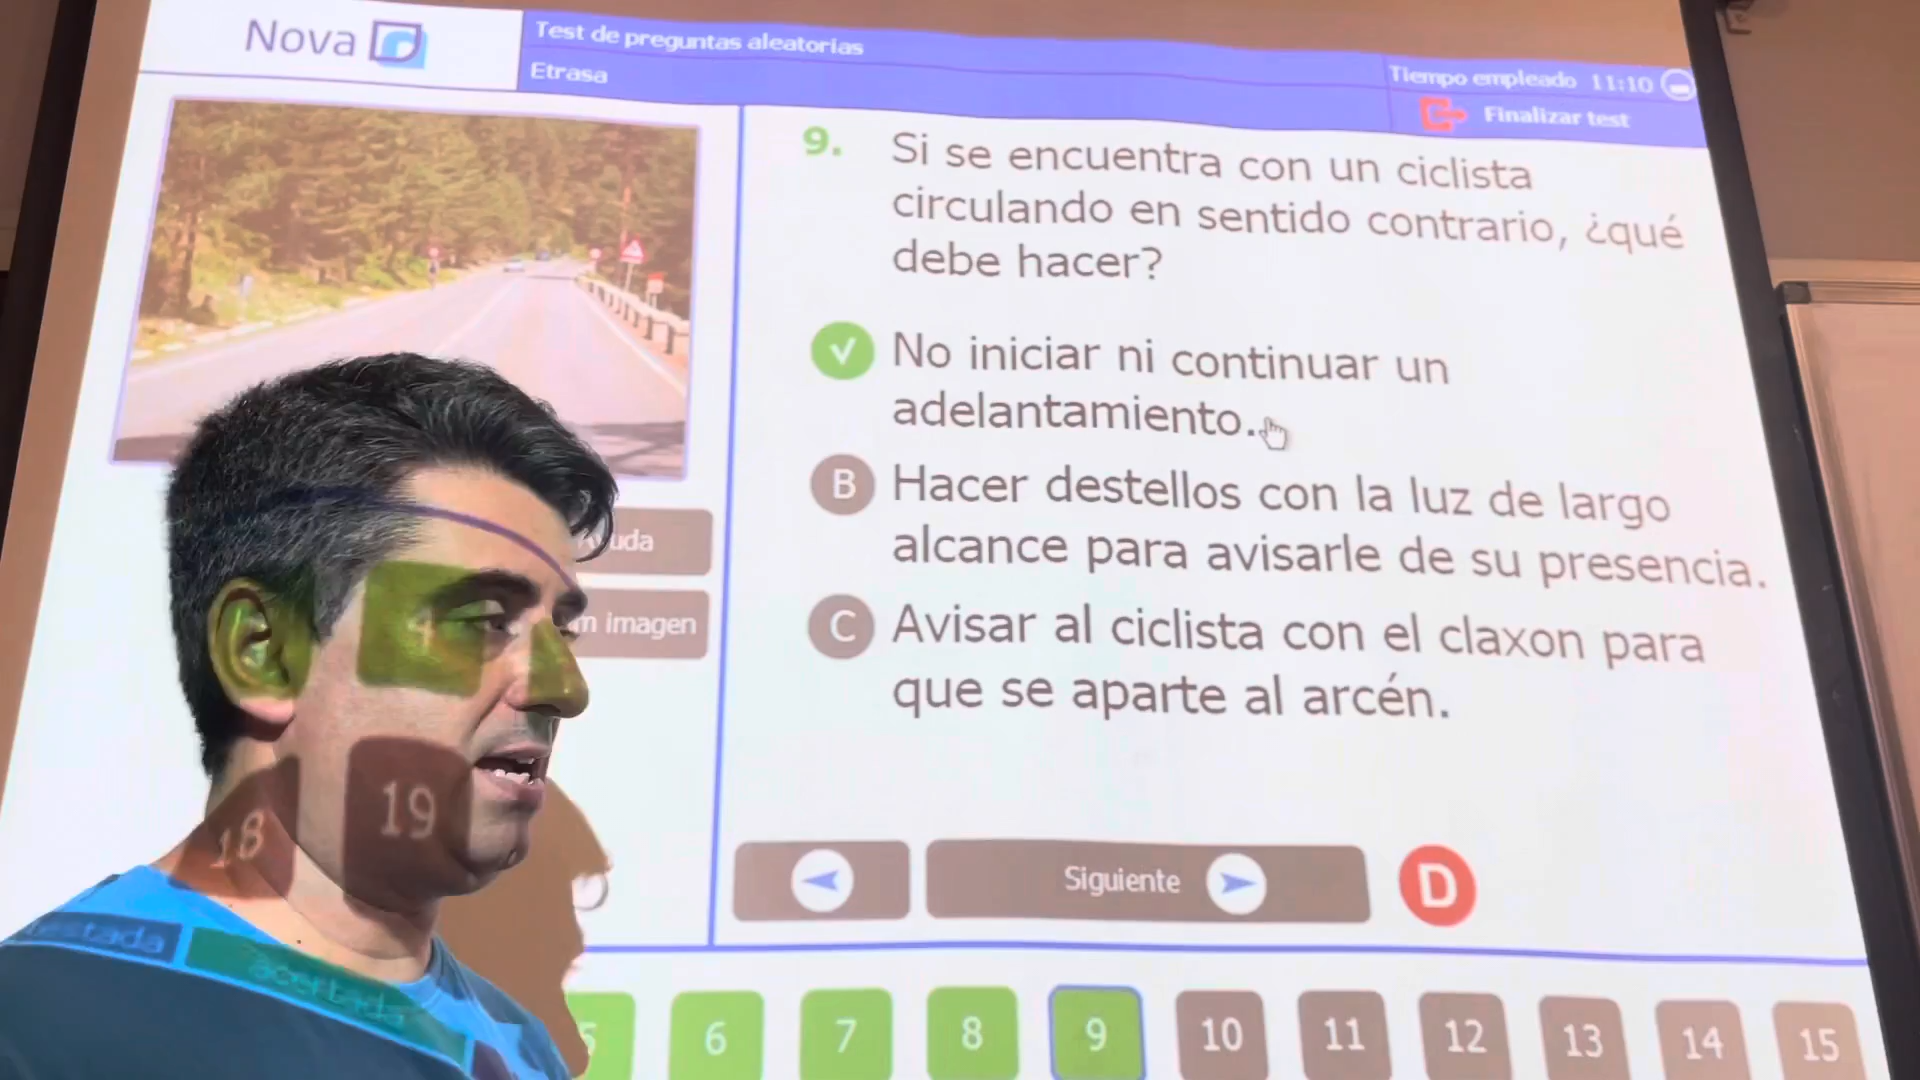 Nova
Test de preguntas aleatorias
Etrasa
Tiempo empleado 11:10
Finalizar test
9. Si se encuentra con un ciclista
circulando en sentido contrario, ¿qué
debe hacer?
No iniciar ni continuar un
adelantamiento.
B Hacer destellos con la luz de largo
alcance para avisarle de su presencia.
C Avisar al ciclista con el claxon para
que se aparte al arcén.
imagen
4
18 19
Siguiente
D
acertada
5 6 7 8 9 10 11 12 13 14 15